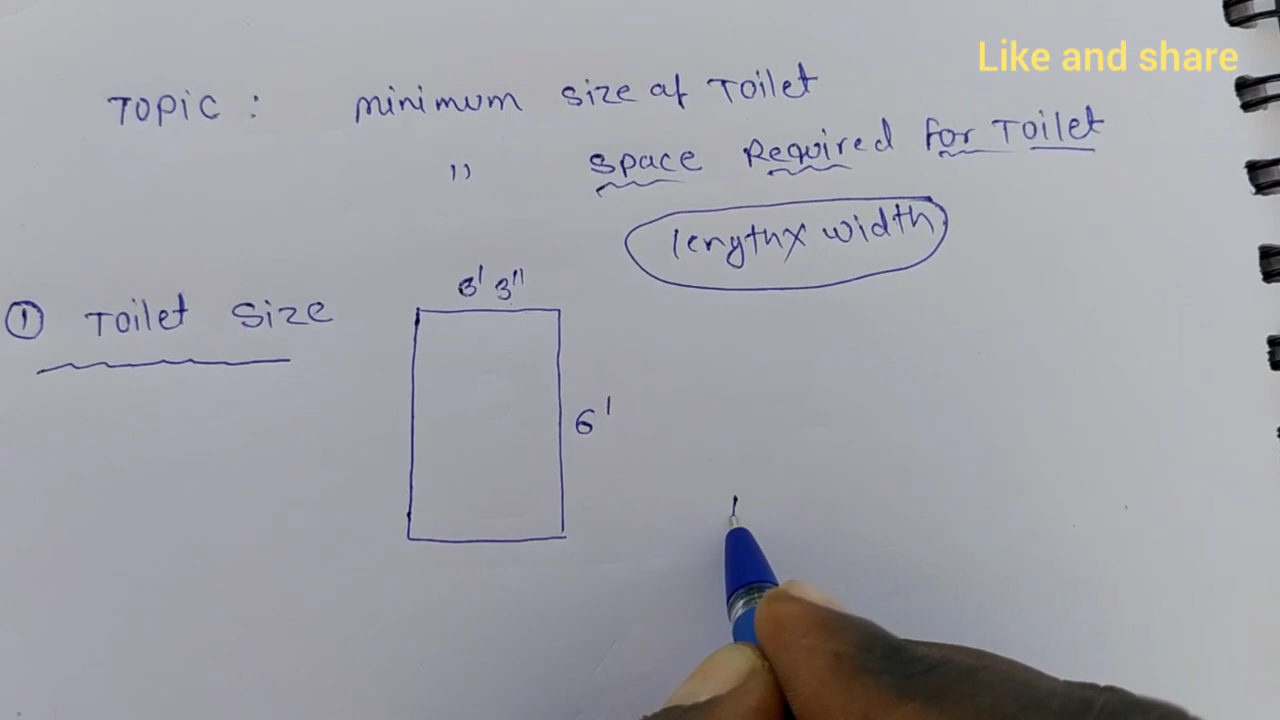 Like and share
TOPIC : minimum size of Toilet
" space Required for Toilet
length x width
3' 3"
① Toilet Size
6'